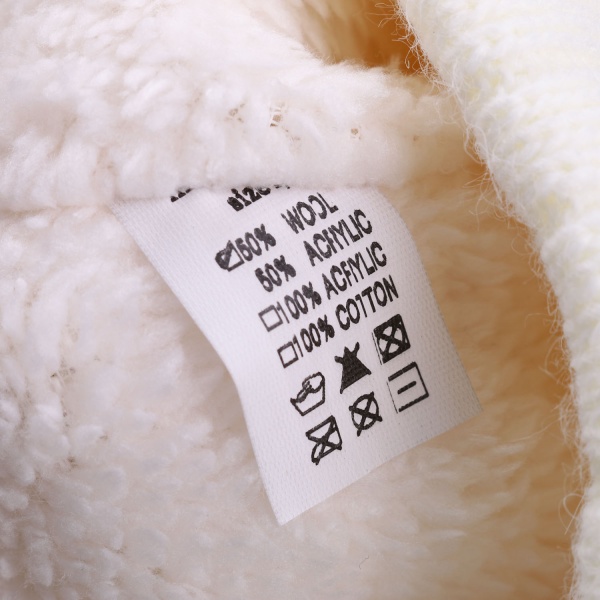 50% WOOL
50% ACRYLIC
100% ACRYLIC
100% COTTON